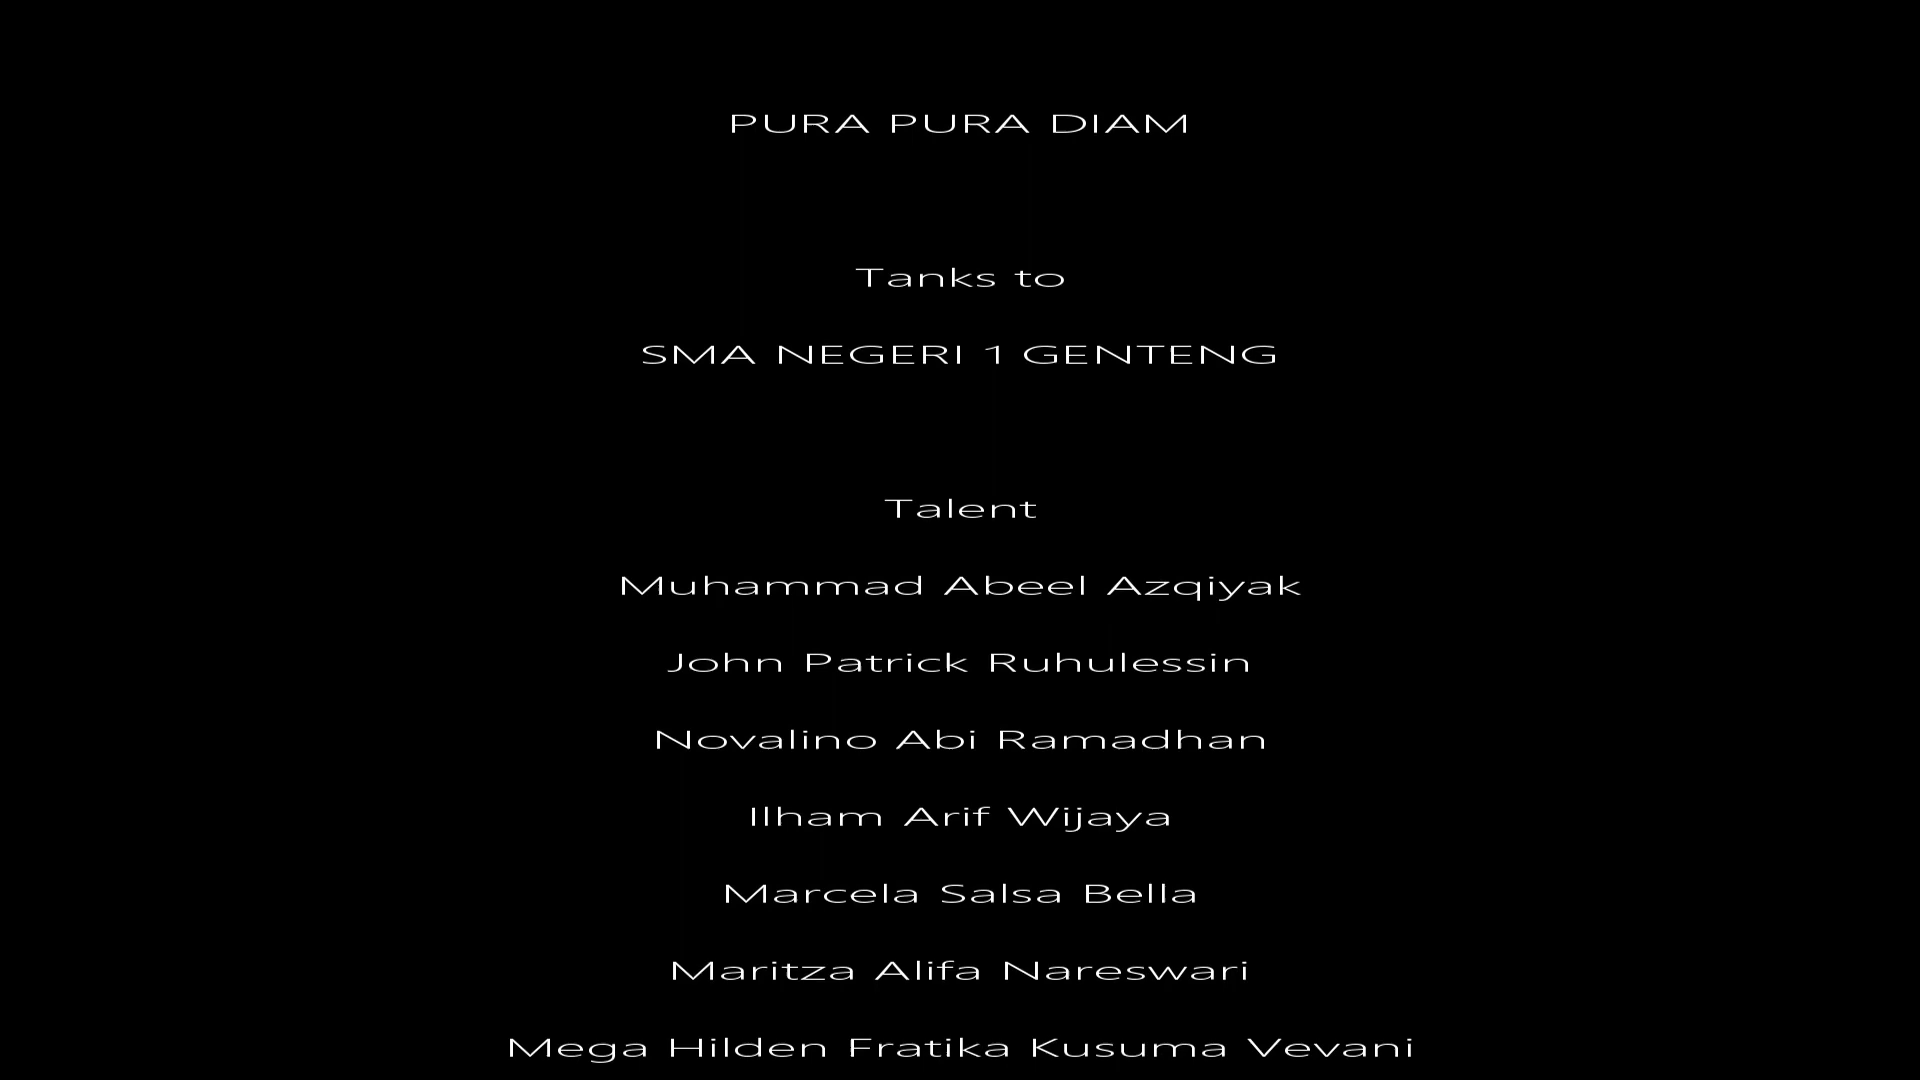 PURA PURA DIAM
Tanks to
SMA NEGERI 1 GENTENG
Talent
Muhammad Abeel Azqiyak
John Patrick Ruhulessin
Novalino Abi Ramadhan
Ilham Arif Wijaya
Marcela Salsa Bella
Maritza Alifa Nareswari
Mega Hilden Fratika Kusuma Vevani